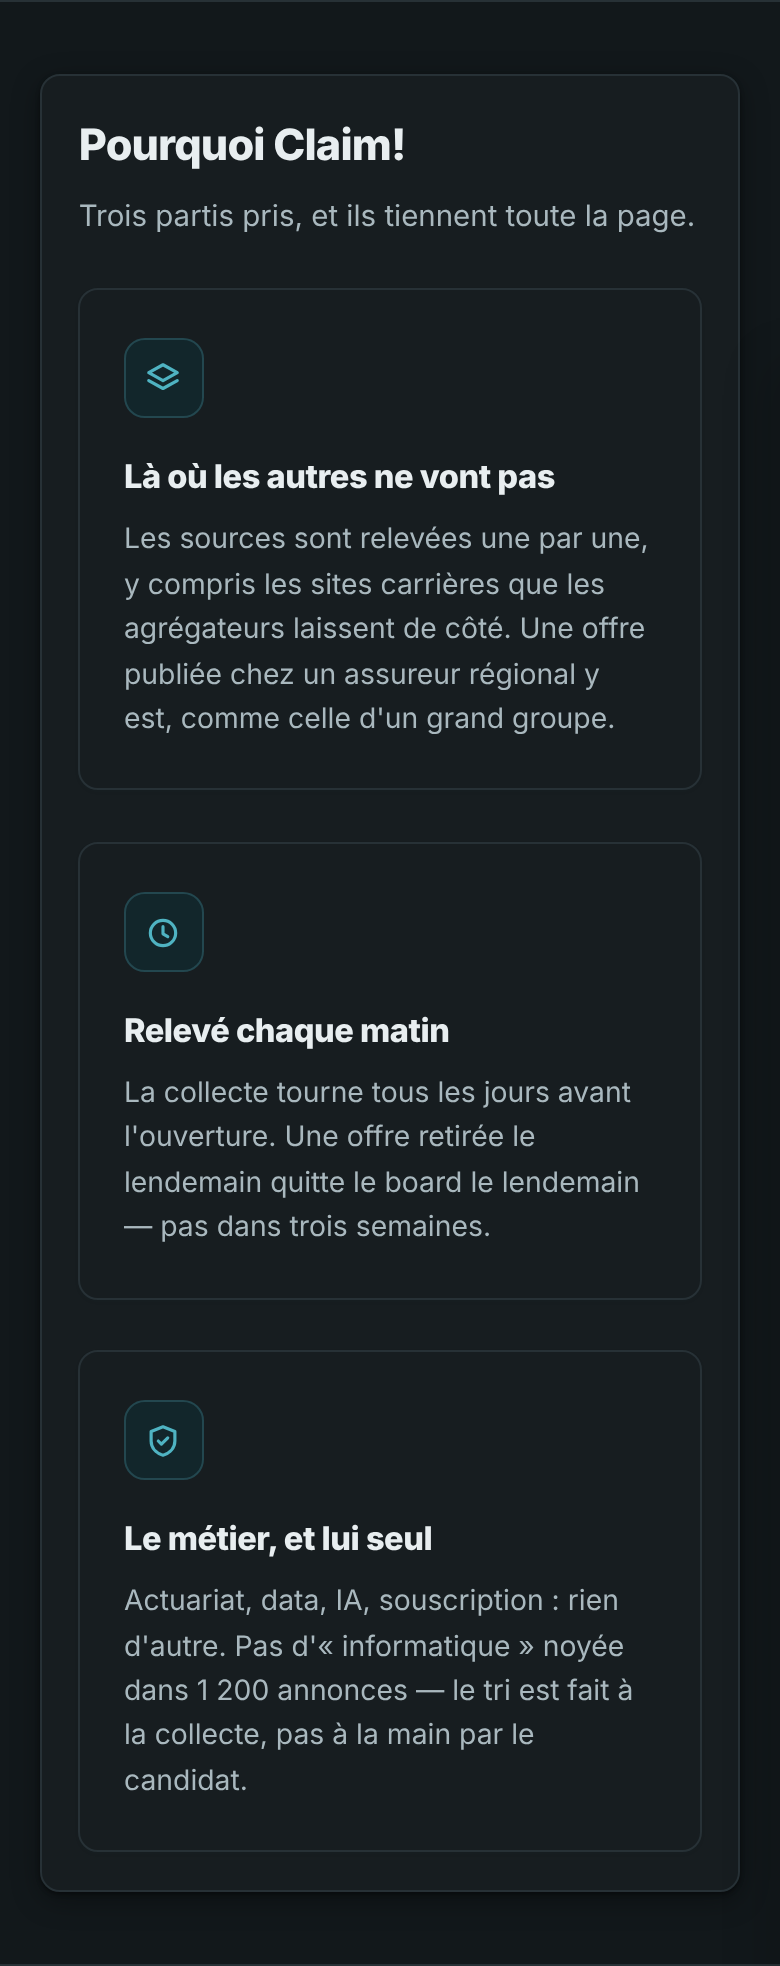 Pourquoi Claim!
Trois partis pris, et ils tiennent toute la page.
Là où les autres ne vont pas
Les sources sont relevées une par une,
y compris les sites carrières que les
agrégateurs laissent de côté. Une offre
publiée chez un assureur régional y
est, comme celle d'un grand groupe.
Relevé chaque matin
La collecte tourne tous les jours avant
l'ouverture. Une offre retirée le
lendemain quitte le board le lendemain
— pas dans trois semaines.
Le métier, et lui seul
Actuariat, data, IA, souscription : rien
d'autre. Pas d'« informatique » noyée
dans 1 200 annonces — le tri est fait à
la collecte, pas à la main par le
candidat.